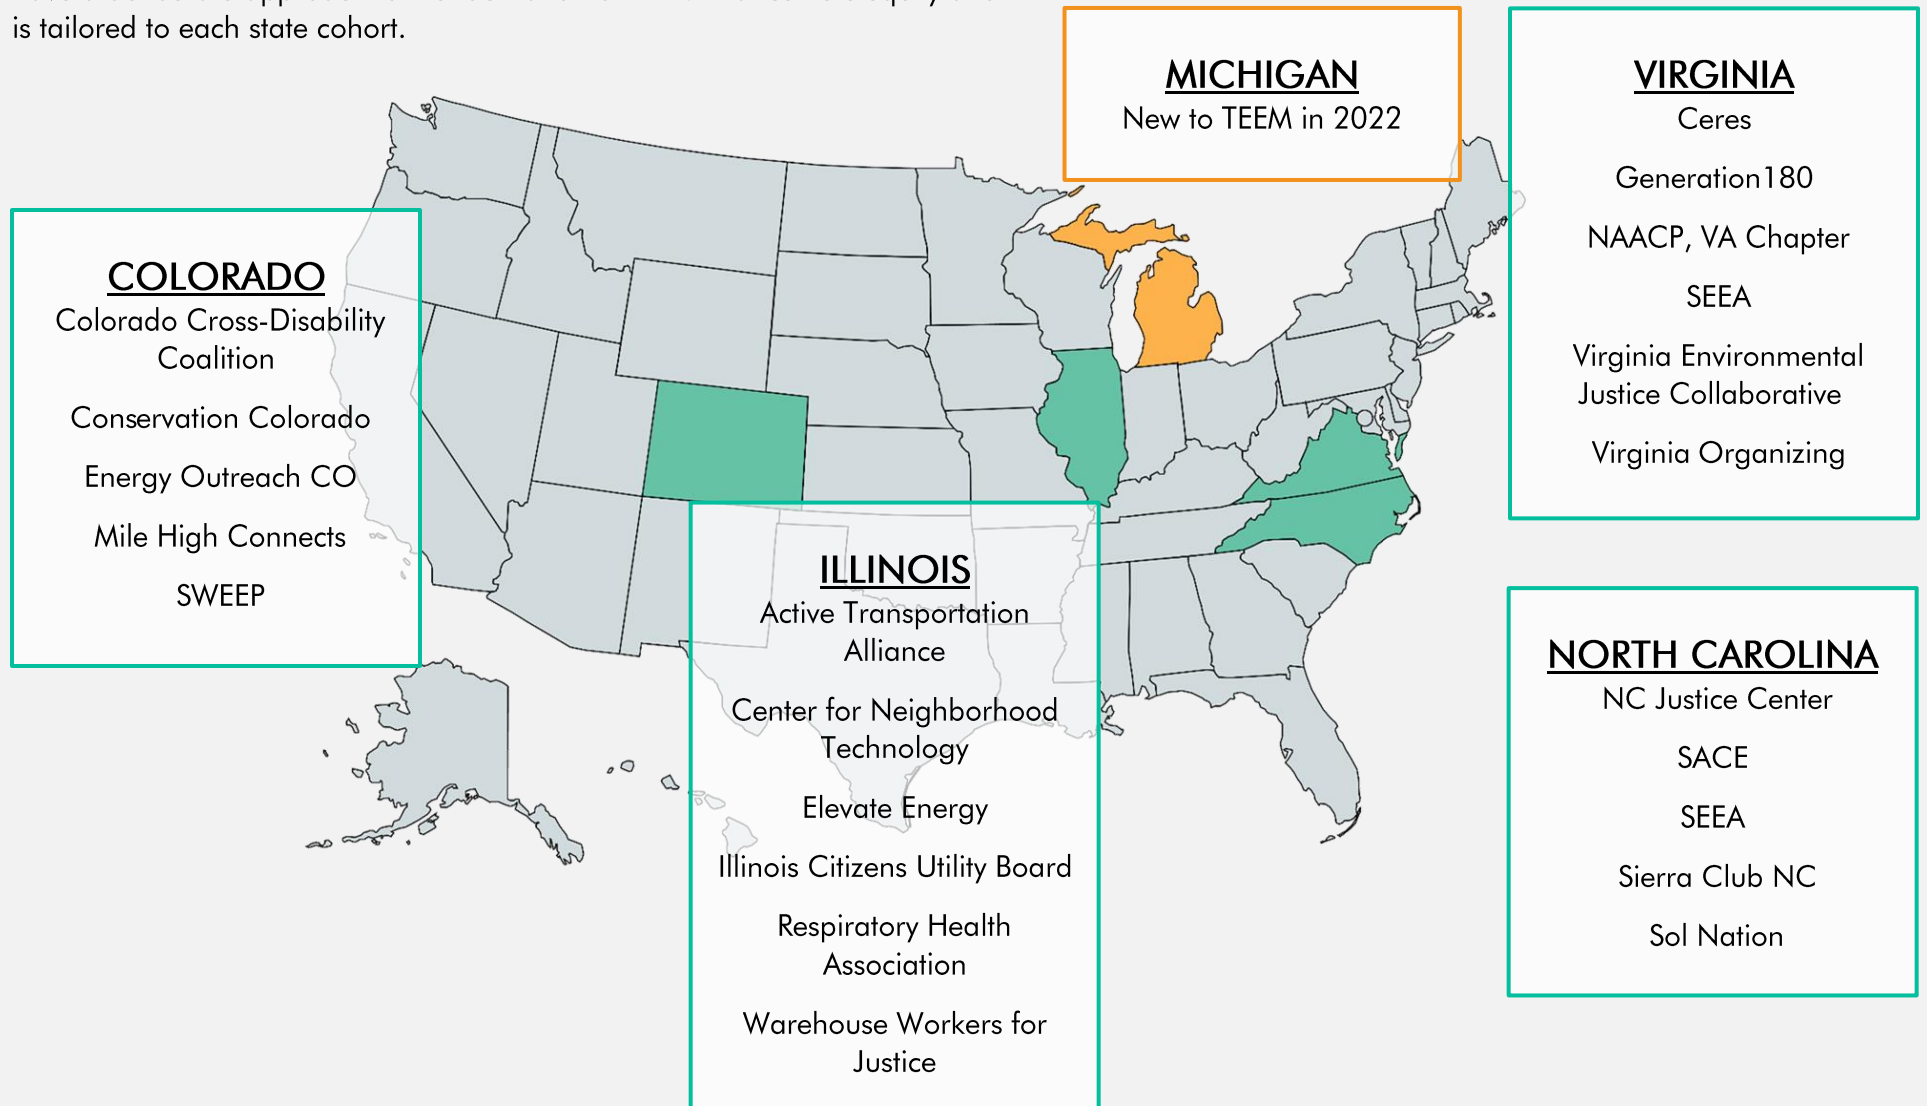 is tailored to each state cohort.
MICHIGAN
New to TEEM in 2022
VIRGINIA
Ceres
Generation180
NAACP, VA Chapter
SEEA
Virginia Environmental
Justice Collaborative
Virginia Organizing
COLORADO
Colorado Cross-Disability
Coalition
Conservation Colorado
Energy Outreach CO
Mile High Connects
SWEEP
ILLINOIS
Active Transportation
Alliance
Center for Neighborhood
Technology
Elevate Energy
Illinois Citizens Utility Board
Respiratory Health
Association
Warehouse Workers for
Justice
NORTH CAROLINA
NC Justice Center
SACE
SEEA
Sierra Club NC
Sol Nation